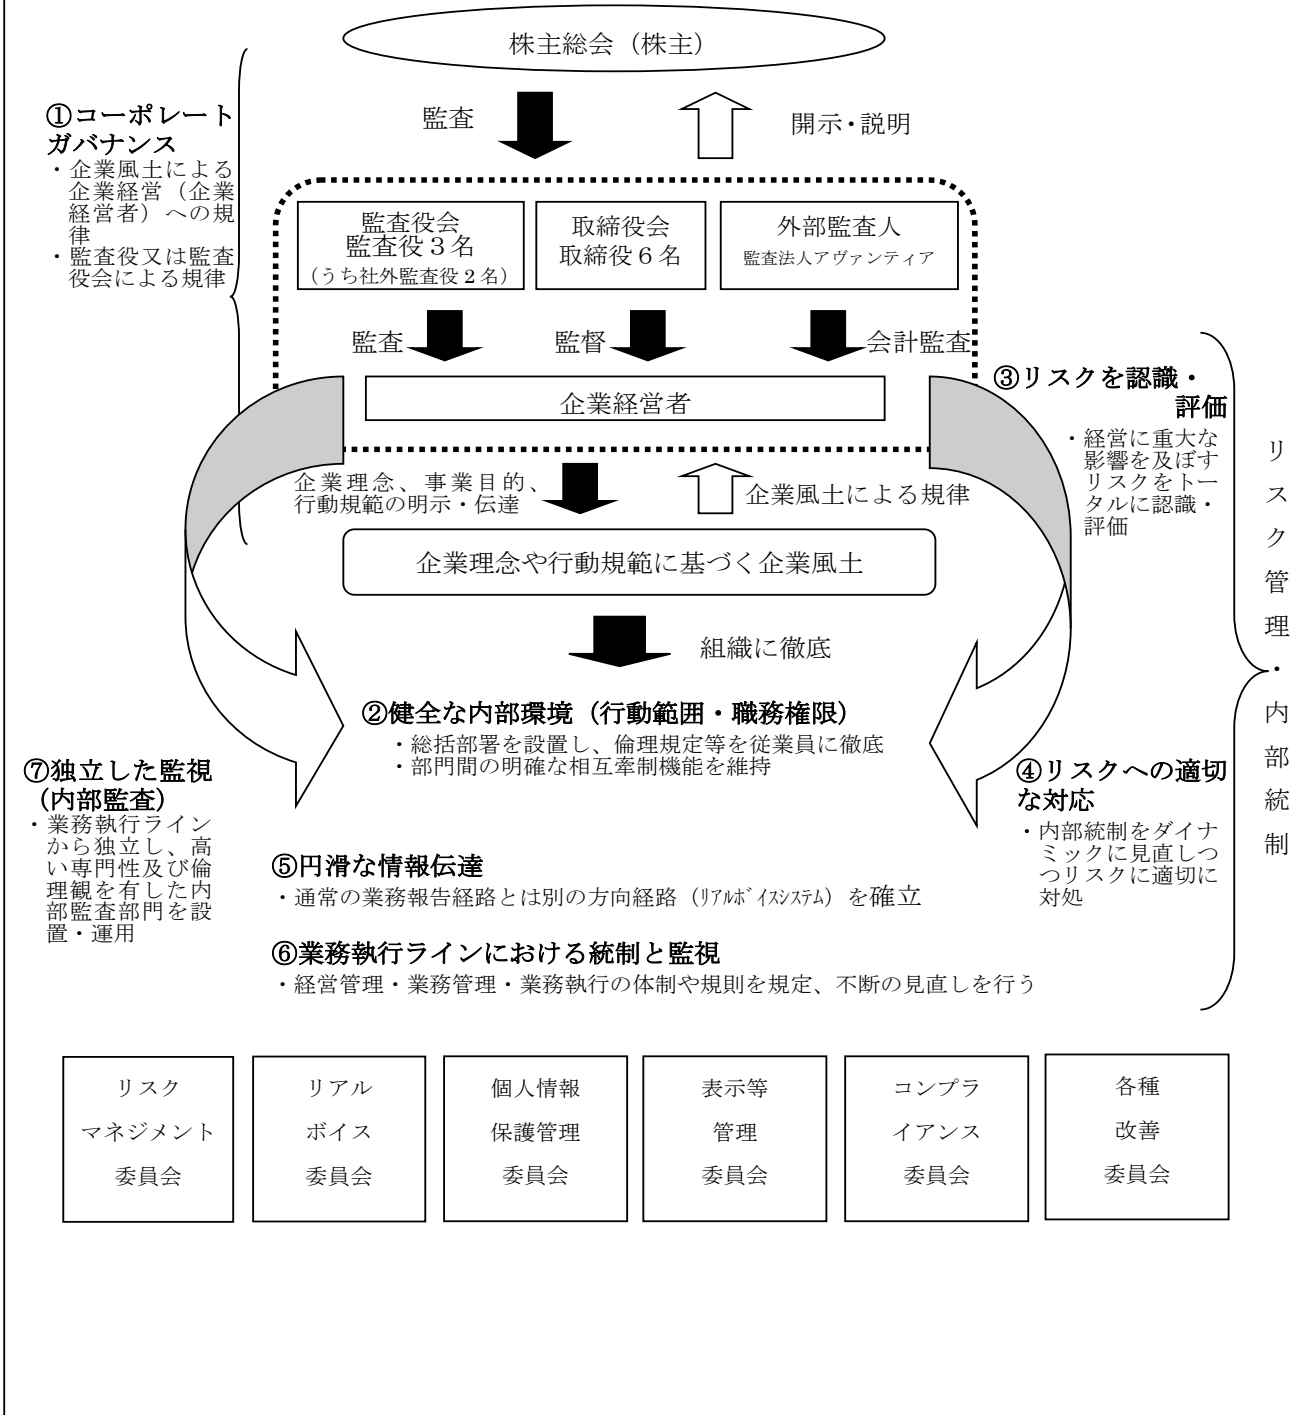 株主総会（株主）
監査
開示・説明
①コーポレート
ガバナンス
・企業風土による
企業経営（企業
経営者）への規
律
・監査役又は監査
役会による規律
監査役会
監査役３名
（うち社外監査役２名）
取締役会
取締役６名
外部監査人
監査法人アヴァンティア
監査
監督
会計監査
企業経営者
③リスクを認識・
評価
・経営に重大な
影響を及ぼす
リスクをトー
タルに認識・
評価
企業理念、事業目的、
行動規範の明示・伝達
企業風土による規律
企業理念や行動規範に基づく企業風土
組織に徹底
リスク管理・内部統制
②健全な内部環境（行動範囲・職務権限）
・総括部署を設置し、倫理規定等を従業員に徹底
・部門間の明確な相互牽制機能を維持
⑦独立した監視
（内部監査）
・業務執行ライン
から独立し、高
い専門性及び倫
理観を有した内
部監査部門を設
置・運用
④リスクへの適切
な対応
・内部統制をダイナ
ミックに見直しつ
つリスクに適切に
対処
⑤円滑な情報伝達
・通常の業務報告経路とは別の方向経路（ﾘｱﾙﾎﾞｲｽｼｽﾃﾑ）を確立
⑥業務執行ラインにおける統制と監視
・経営管理・業務管理・業務執行の体制や規則を規定、不断の見直しを行う
リスク
マネジメント
委員会
リアル
ボイス
委員会
個人情報
保護管理
委員会
表示等
管理
委員会
コンプラ
イアンス
委員会
各種
改善
委員会